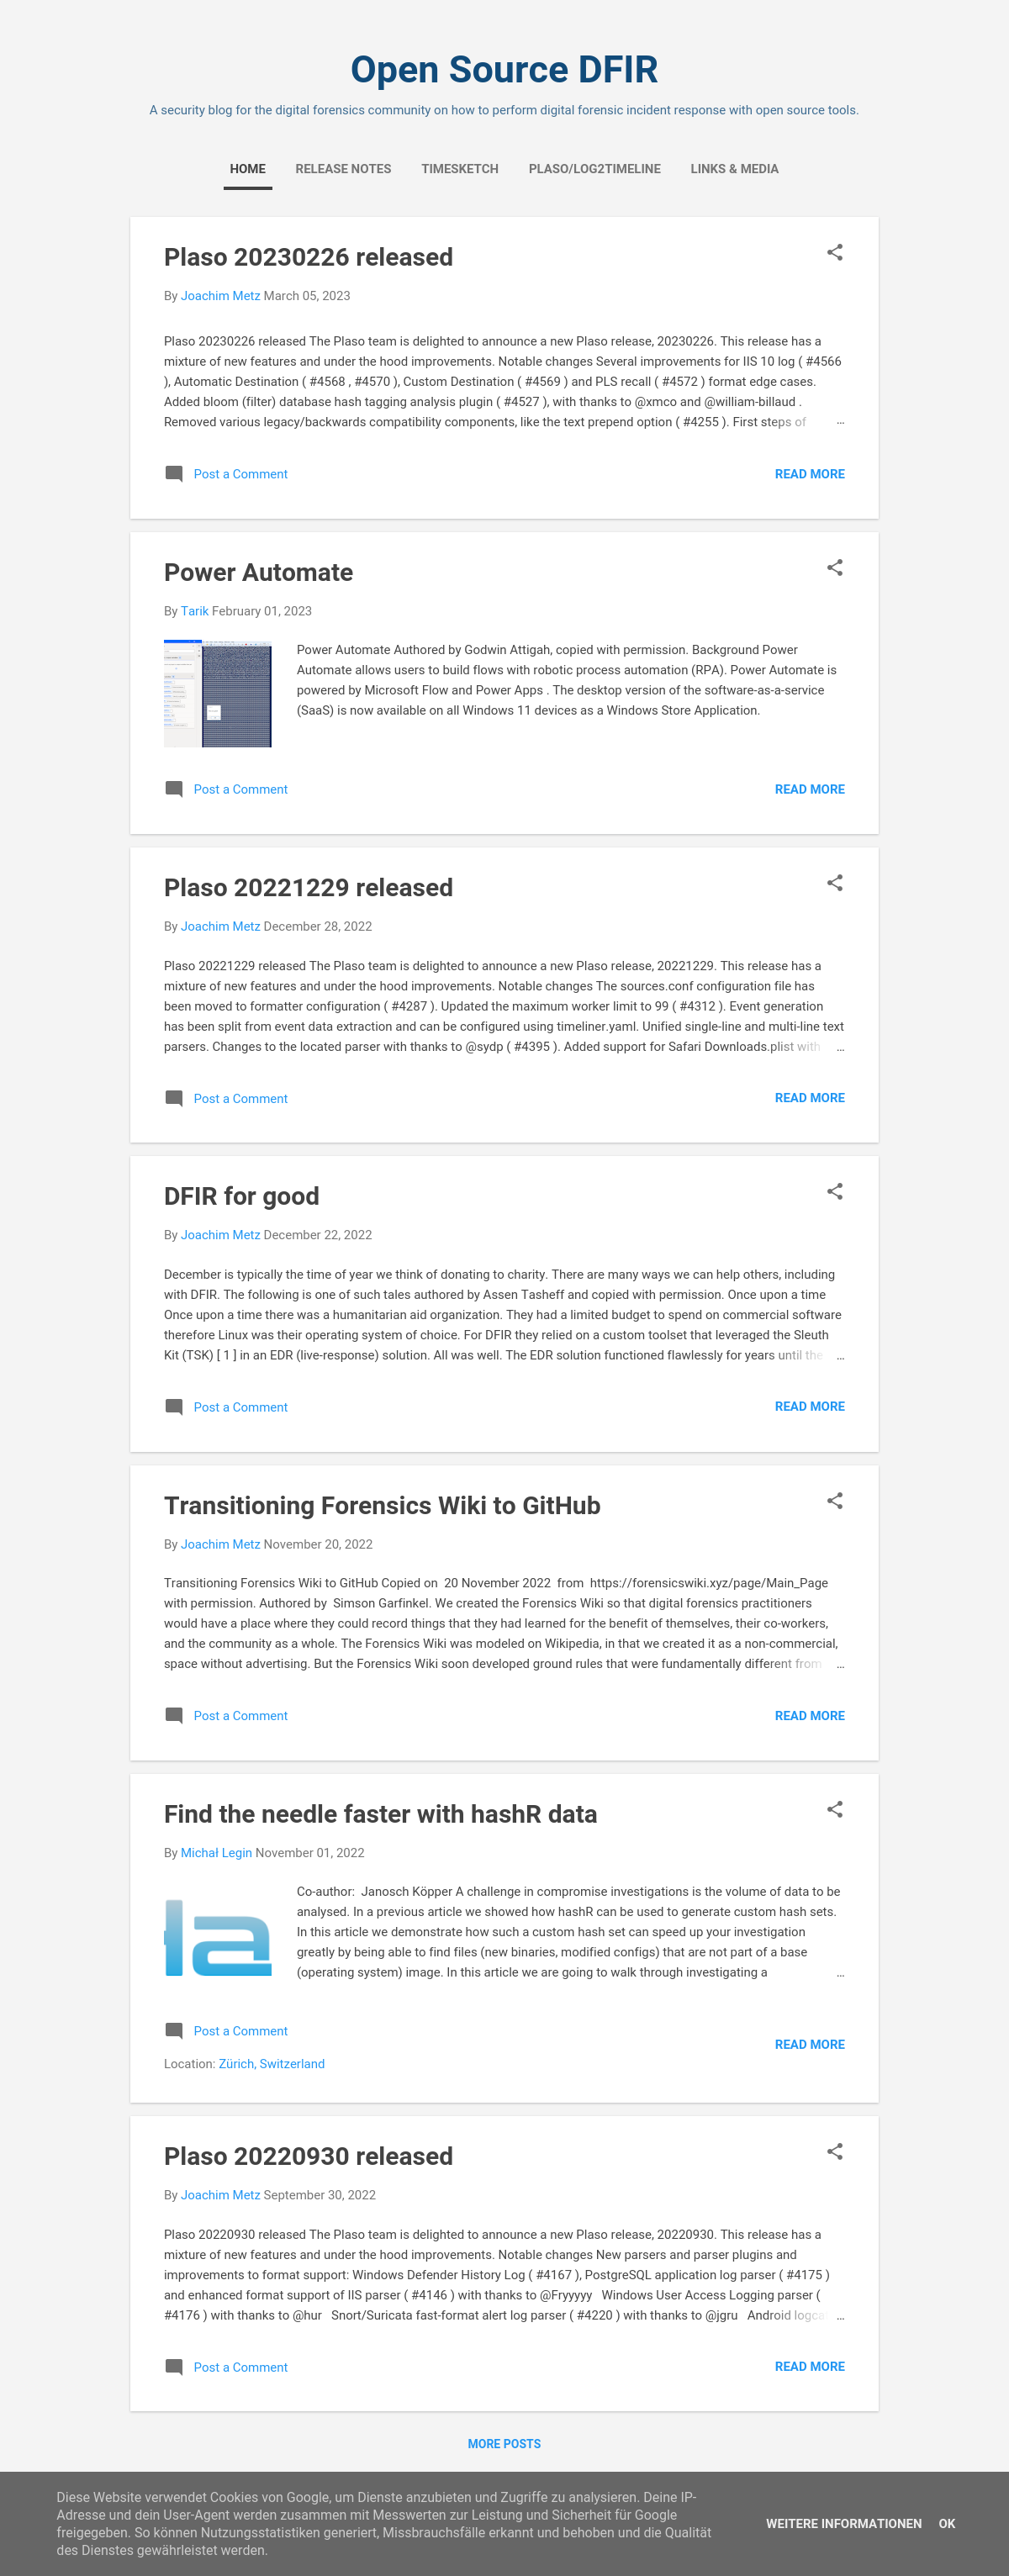 Open Source DFIR
A security blog for the digital forensics community on how to perform digital forensic incident response with open source tools.
HOME RELEASE NOTES TIMESKETCH PLASO/LOG2TIMELINE LINKS & MEDIA
Plaso 20230226 released
By Joachim Metz March 05, 2023
Plaso 20230226 released The Plaso team is delighted to announce a new Plaso release, 20230226. This release has a
mixture of new features and under the hood improvements. Notable changes Several improvements for IIS 10 log ( #4566
), Automatic Destination ( #4568 , #4570 ), Custom Destination ( #4569 ) and PLS recall ( #4572 ) format edge cases.
Added bloom (filter) database hash tagging analysis plugin ( #4527 ), with thanks to @xmco and @william-billaud .
Removed various legacy/backwards compatibility components, like the text prepend option ( #4255 ). First steps of ...
Post a Comment READ MORE
Power Automate
By Tarik February 01, 2023
Power Automate Authored by Godwin Attigah, copied with permission. Background Power
Automate allows users to build flows with robotic process automation (RPA). Power Automate is
powered by Microsoft Flow and Power Apps . The desktop version of the software-as-a-service
(SaaS) is now available on all Windows 11 devices as a Windows Store Application.
Post a Comment READ MORE
Plaso 20221229 released
By Joachim Metz December 28, 2022
Plaso 20221229 released The Plaso team is delighted to announce a new Plaso release, 20221229. This release has a
mixture of new features and under the hood improvements. Notable changes The sources.conf configuration file has
been moved to formatter configuration ( #4287 ). Updated the maximum worker limit to 99 ( #4312 ). Event generation
has been split from event data extraction and can be configured using timeliner.yaml. Unified single-line and multi-line text
parsers. Changes to the located parser with thanks to @sydp ( #4395 ). Added support for Safari Downloads.plist with ...
Post a Comment READ MORE
DFIR for good
By Joachim Metz December 22, 2022
December is typically the time of year we think of donating to charity. There are many ways we can help others, including
with DFIR. The following is one of such tales authored by Assen Tasheff and copied with permission. Once upon a time
Once upon a time there was a humanitarian aid organization. They had a limited budget to spend on commercial software
therefore Linux was their operating system of choice. For DFIR they relied on a custom toolset that leveraged the Sleuth
Kit (TSK) [ 1 ] in an EDR (live-response) solution. All was well. The EDR solution functioned flawlessly for years until the ...
Post a Comment READ MORE
Transitioning Forensics Wiki to GitHub
By Joachim Metz November 20, 2022
Transitioning Forensics Wiki to GitHub Copied on 20 November 2022 from https://forensicswiki.xyz/page/Main_Page
with permission. Authored by Simson Garfinkel. We created the Forensics Wiki so that digital forensics practitioners
would have a place where they could record things that they had learned for the benefit of themselves, their co-workers,
and the community as a whole. The Forensics Wiki was modeled on Wikipedia, in that we created it as a non-commercial,
space without advertising. But the Forensics Wiki soon developed ground rules that were fundamentally different from ...
Post a Comment READ MORE
Find the needle faster with hashR data
By Michał Legin November 01, 2022
Co-author: Janosch Köpper A challenge in compromise investigations is the volume of data to be
analysed. In a previous article we showed how hashR can be used to generate custom hash sets.
In this article we demonstrate how such a custom hash set can speed up your investigation
greatly by being able to find files (new binaries, modified configs) that are not part of a base
(operating system) image. In this article we are going to walk through investigating a ...
Post a Comment
READ MORE
Location: Zürich, Switzerland
Plaso 20220930 released
By Joachim Metz September 30, 2022
Plaso 20220930 released The Plaso team is delighted to announce a new Plaso release, 20220930. This release has a
mixture of new features and under the hood improvements. Notable changes New parsers and parser plugins and
improvements to format support: Windows Defender History Log ( #4167 ), PostgreSQL application log parser ( #4175 )
and enhanced format support of IIS parser ( #4146 ) with thanks to @Fryyyyy Windows User Access Logging parser (
#4176 ) with thanks to @hur Snort/Suricata fast-format alert log parser ( #4220 ) with thanks to @jgru Android ...
Post a Comment READ MORE
MORE POSTS
Diese Website verwendet Cookies von Google, um Dienste anzubieten und Zugriffe zu analysieren. Deine IP-
Adresse und dein User-Agent werden zusammen mit Messwerten zur Leistung und Sicherheit für Google
freigegeben. So können Nutzungsstatistiken generiert, Missbrauchsfälle erkannt und behoben und die Qualität
des Dienstes gewährleistet werden.
WEITERE INFORMATIONEN OK